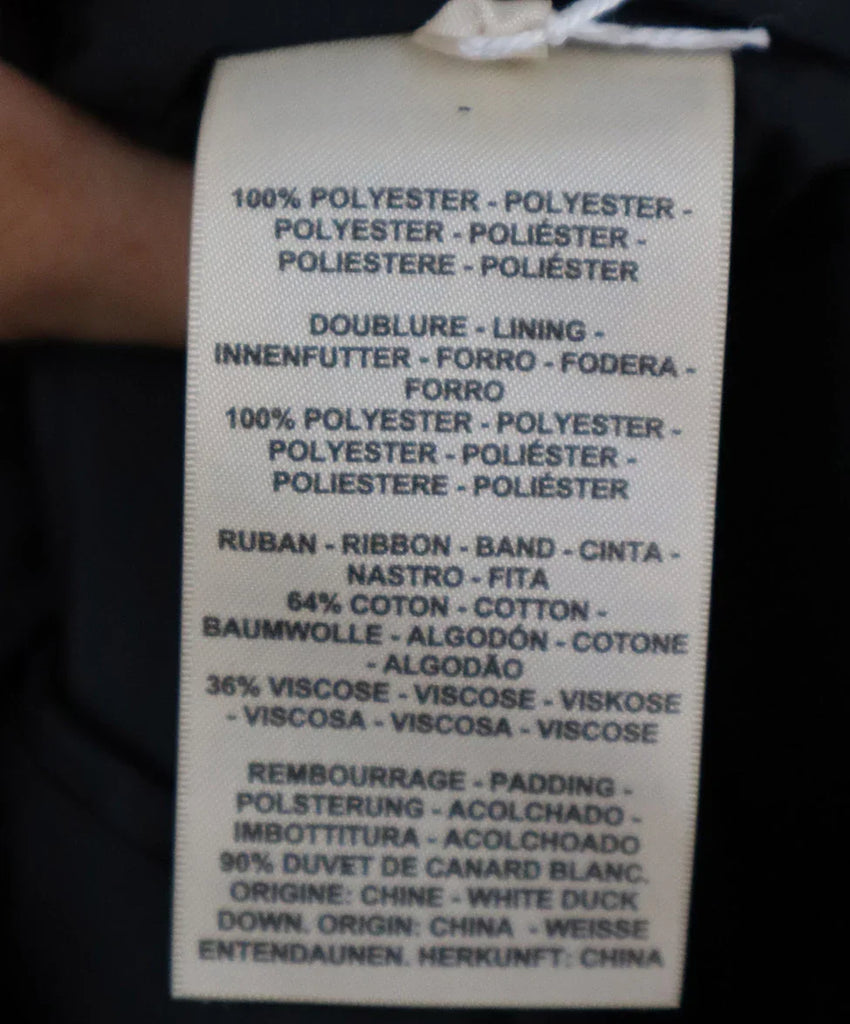 100% POLYESTER - POLYESTER -
POLYESTER - POLIÉSTER -
POLIESTERE - POLIÉSTER
DOUBLURE - LINING -
INNENFUTTER - FORRO - FODERA -
FORRO
100% POLYESTER - POLYESTER -
POLYESTER - POLIÉSTER -
POLIESTERE - POLIÉSTER
RUBAN - RIBBON - BAND - CINTA -
NASTRO - FITA
64% COTON - COTTON -
BAUMWOLLE - ALGODÓN - COTONE
- ALGODÃO
36% VISCOSE - VISCOSE - VISKOSE
- VISCOSA - VISCOSA - VISCOSE
REMBOURRAGE - PADDING -
POLSTERUNG - ACOLCHADO -
IMBOTTITURA - ACOLCHOADO
90% DUVET DE CANARD BLANC.
ORIGINE: CHINE - WHITE DUCK
DOWN. ORIGIN: CHINA - WEISSE
ENTENDAUNEN. HERKUNFT: CHINA